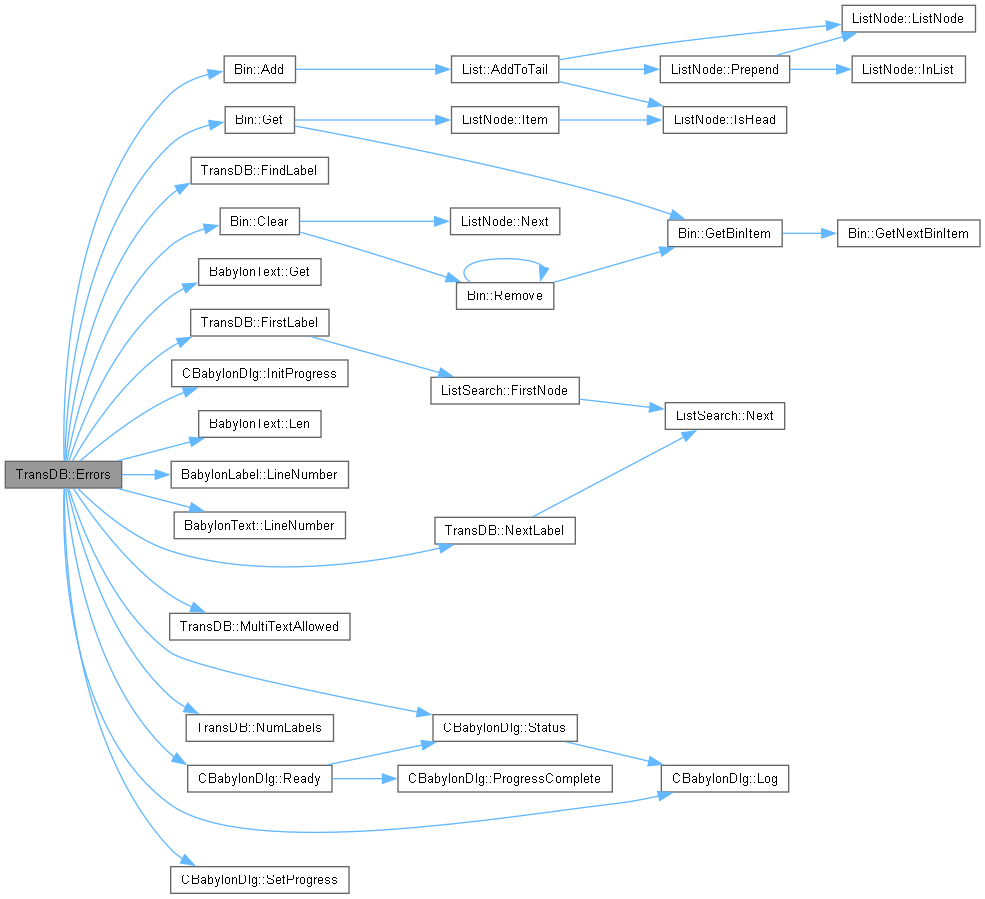 ListNode::ListNode
Bin::Add
List::AddToTail
ListNode::Prepend
ListNode::InList
Bin::Get
ListNode::Item
ListNode::IsHead
TransDB::FindLabel
Bin::Clear
ListNode::Next
Bin::GetBinItem
Bin::GetNextBinItem
BabylonText::Get
Bin::Remove
TransDB::FirstLabel
CBabylonDlg::InitProgress
ListSearch::FirstNode
ListSearch::Next
BabylonText::Len
TransDB::Errors
BabylonLabel::LineNumber
BabylonText::LineNumber
TransDB::NextLabel
TransDB::MultiTextAllowed
TransDB::NumLabels
CBabylonDlg::Status
CBabylonDlg::Ready
CBabylonDlg::ProgressComplete
CBabylonDlg::Log
CBabylonDlg::SetProgress